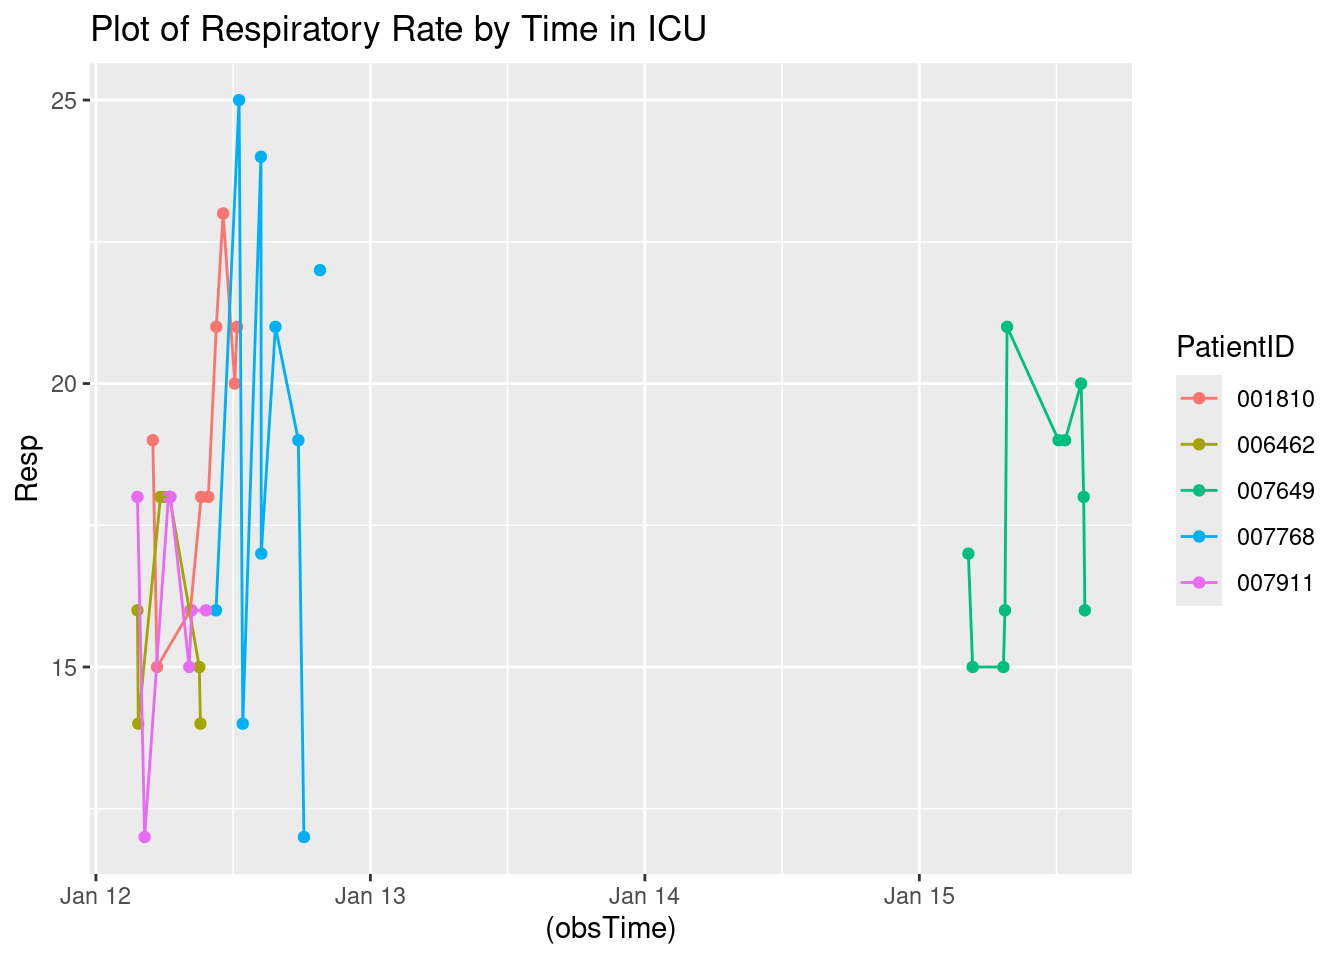 Plot of Respiratory Rate by Time in ICU
25
20
15
Resp
Jan 12
Jan 13
Jan 14
Jan 15
(obsTime)
PatientID
001810
006462
007649
007768
007911